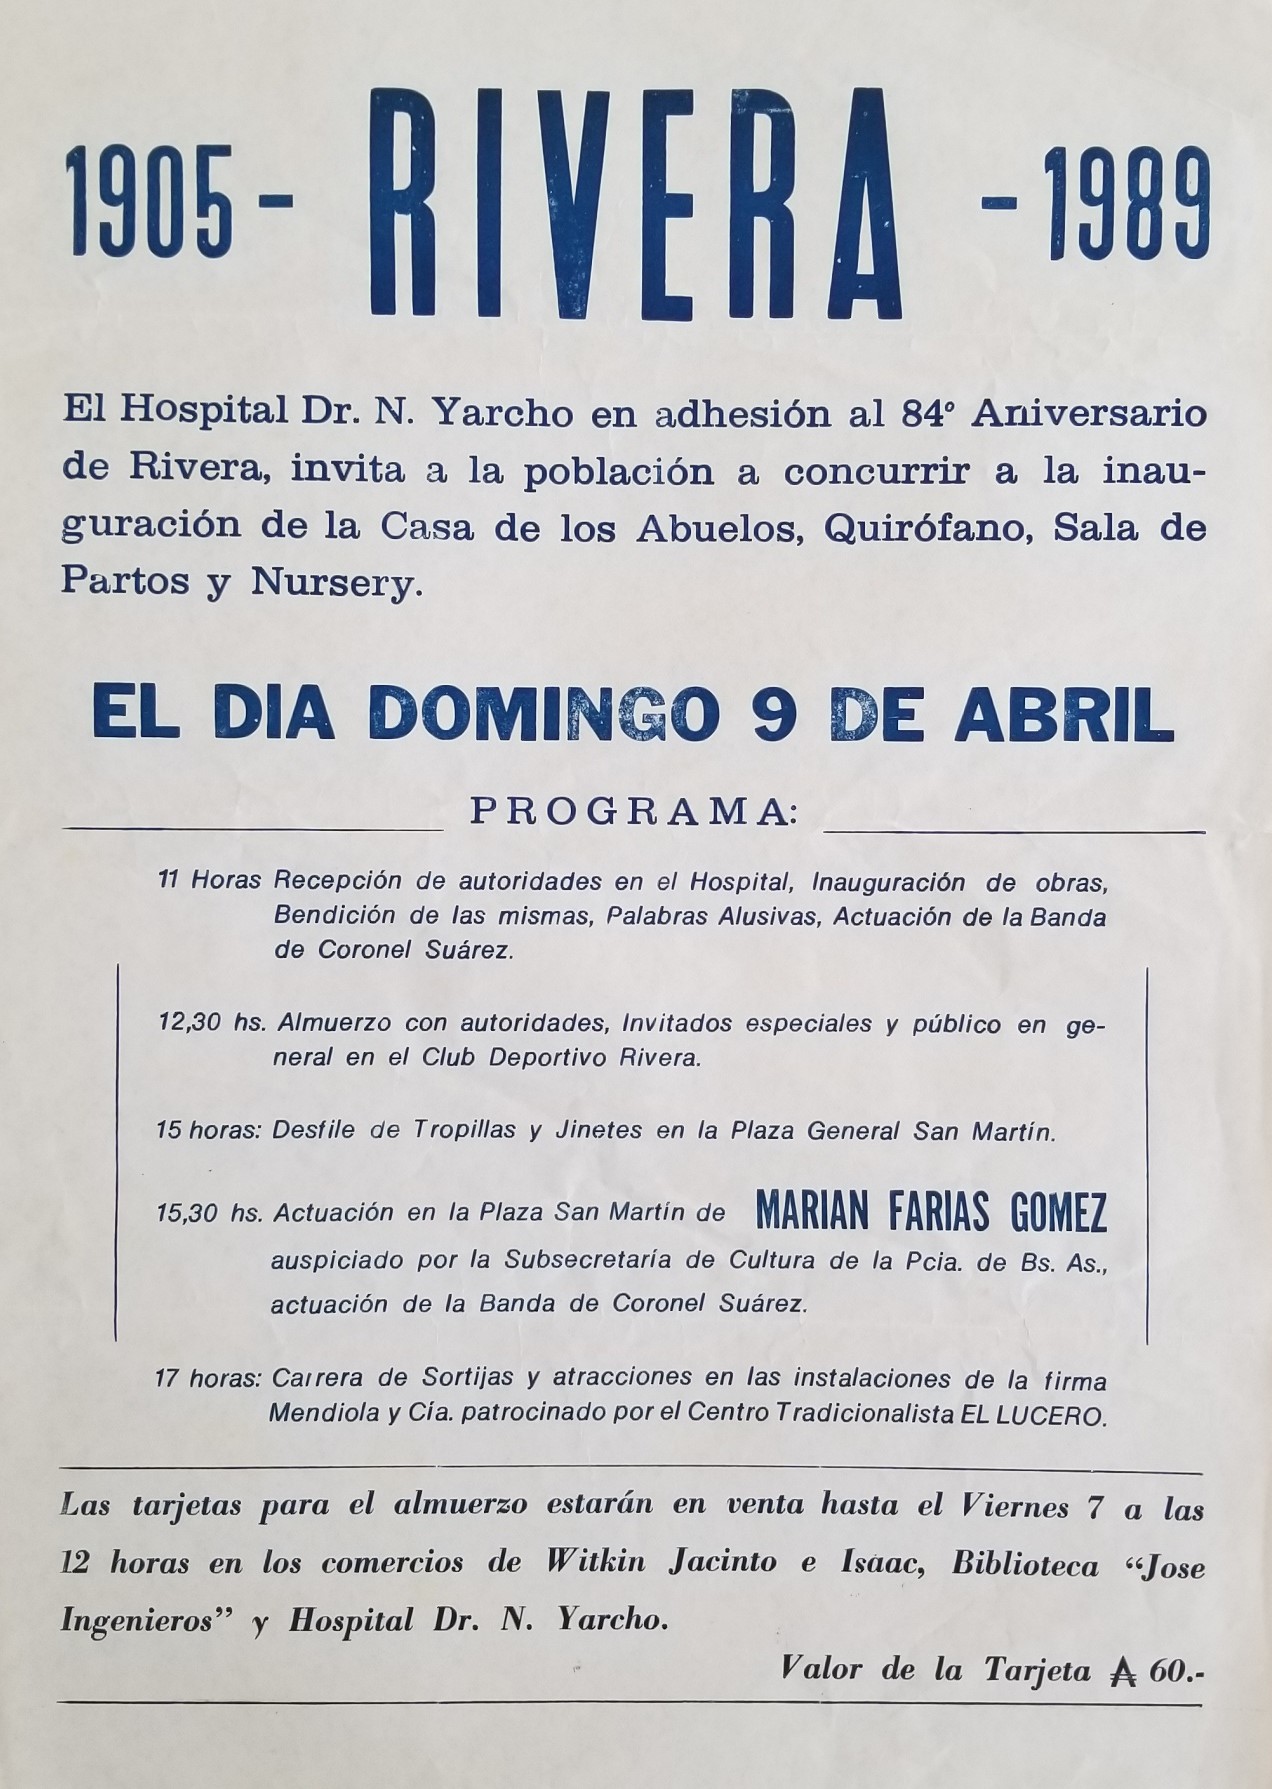 1905 - RIVERA - 1989
El Hospital Dr. N. Yarcho en adhesión al 84º Aniversario
de Rivera, invita a la población a concurrir a la inau-
guración de la Casa de los Abuelos, Quirófano, Sala de
Partos y Nursery.
EL DIA DOMINGO 9 DE ABRIL
PROGRAMA:
11 Horas Recepción de autoridades en el Hospital, Inauguración de obras,
Bendición de las mismas, Palabras Alusivas, Actuación de la Banda
de Coronel Suárez.
12,30 hs. Almuerzo con autoridades, Invitados especiales y público en ge-
neral en el Club Deportivo Rivera.
15 horas: Desfile de Tropillas y Jinetes en la Plaza General San Martín.
15,30 hs. Actuación en la Plaza San Martín de MARIAN FARIAS GOMEZ
auspiciado por la Subsecretaría de Cultura de la Pcia. de Bs. As.,
actuación de la Banda de Coronel Suárez.
17 horas: Carrera de Sortijas y atracciones en las instalaciones de la firma
Mendiola y Cía. patrocinado por el Centro Tradicionalista EL LUCERO.
Las tarjetas para el almuerzo estarán en venta hasta el Viernes 7 a las
12 horas en los comercios de Witkin Jacinto e Isaac, Biblioteca “Jose
Ingenieros” y Hospital Dr. N. Yarcho.
Valor de la Tarjeta ₳ 60.-